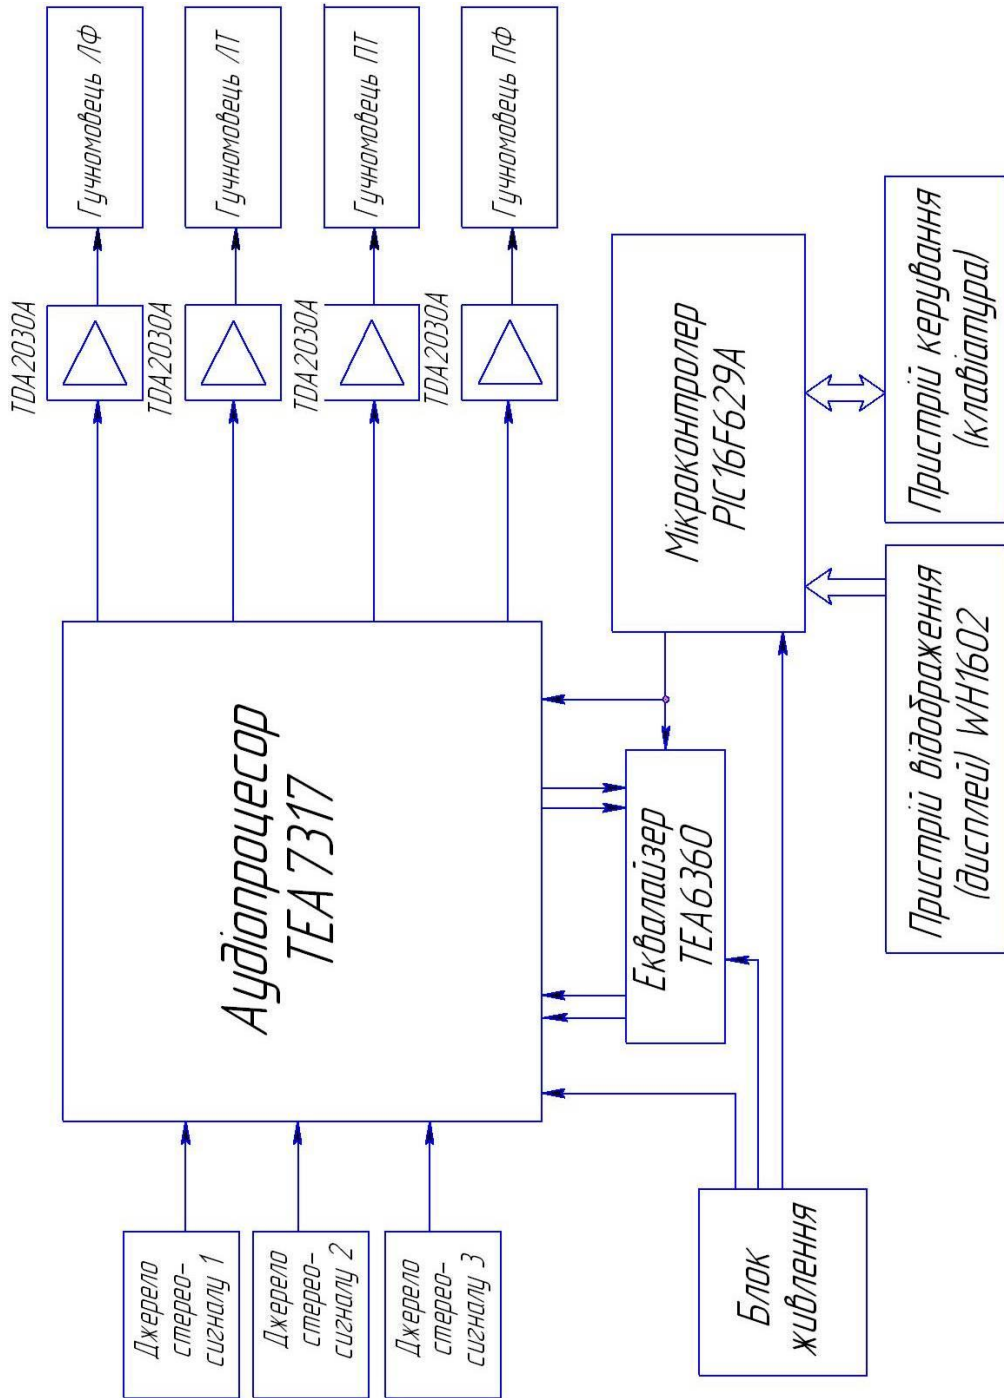 Джерело
стерео-
сигналу 1
Джерело
стерео-
сигналу 2
Джерело
стерео-
сигналу 3
Аудіопроцесор
TEA 7317
TDA2030A
Гучномовець ЛФ
TDA2030A
Гучномовець ЛТ
TDA2030A
Гучномовець ПТ
TDA2030A
Гучномовець ПФ
Еквалайзер
TEA6360
Мікроконтролер
PIC16F629A
Блок
живлення
Пристрій відображення
(дисплей) WH1602
Пристрій керування
(клавіатура)